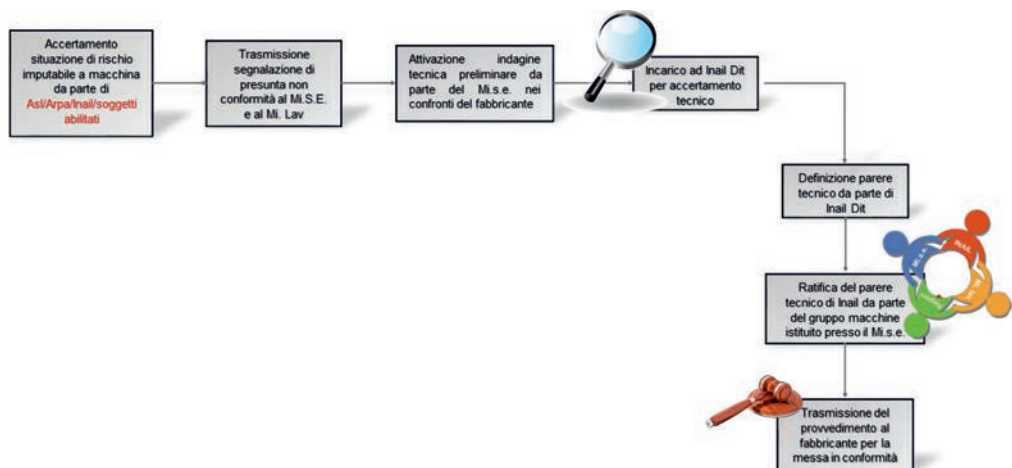 Accertamento
situazione di rischio
imputabile a macchina
da parte di
Asl/Arpa/Inail/soggetti
abilitati
Trasmissione
segnalazione di
presunta non
conformità al Mi.S.E.
e al Mi. Lav
Attivazione indagine
tecnica preliminare da
parte del Mi.s.e. nei
confronti del fabbricante
Incarico ad Inail Dit
per accertamento
tecnico
Definizione parere
tecnico da parte di
Inail Dit
Ratifica del parere
tecnico di Inail da parte
del gruppo macchine
istituito presso il Mi.s.e.
Mi.s.e.
INAIL
Mi. lav
Trasmissione del
provvedimento al
fabbricante per la
messa in conformità